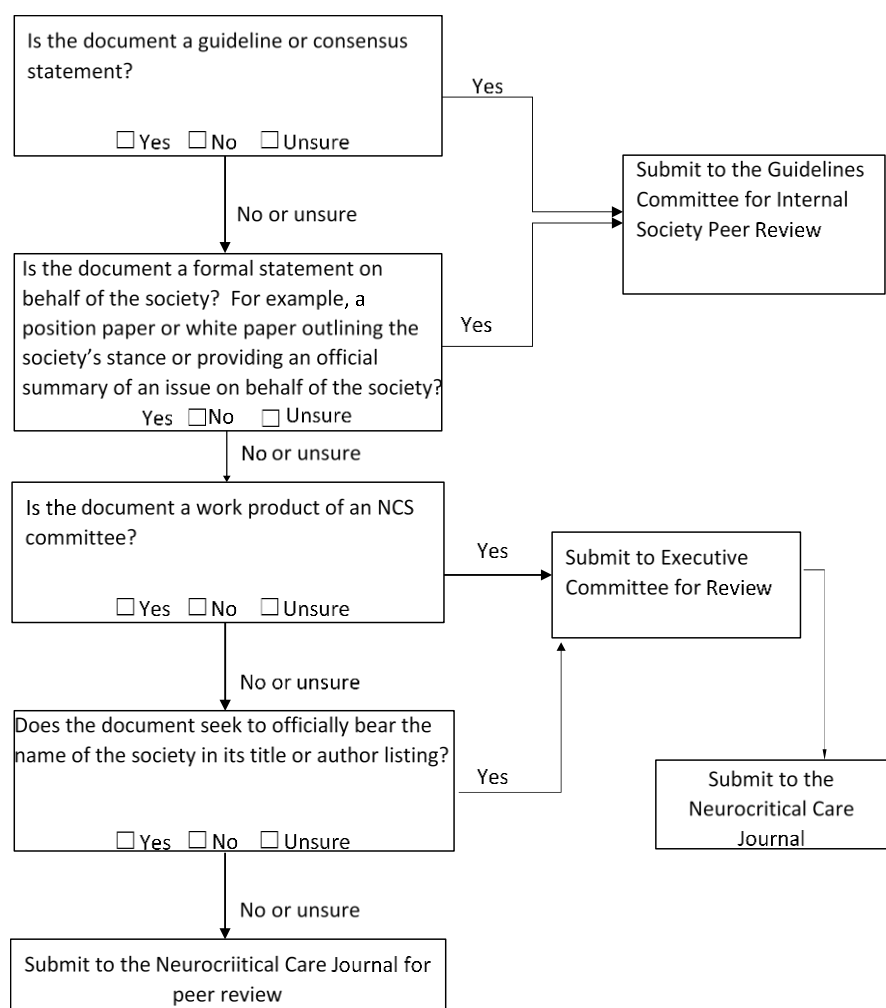 Is the document a guideline or consensus
statement?
☐ Yes ☐ No ☐ Unsure
Yes
Submit to the Guidelines
Committee for Internal
Society Peer Review
No or unsure
Is the document a formal statement on
behalf of the society? For example, a
position paper or white paper outlining the
society's stance or providing an official
summary of an issue on behalf of the society?
Yes ☐ No ☐ Unsure
Yes
No or unsure
Is the document a work product of an NCS
committee?
☐ Yes ☐ No ☐ Unsure
Yes
Submit to Executive
Committee for Review
No or unsure
Does the document seek to officially bear the
name of the society in its title or author listing?
☐ Yes ☐ No ☐ Unsure
Yes
Submit to the
Neurocritical Care
Journal
No or unsure
Submit to the Neurocriitical Care Journal for
peer review